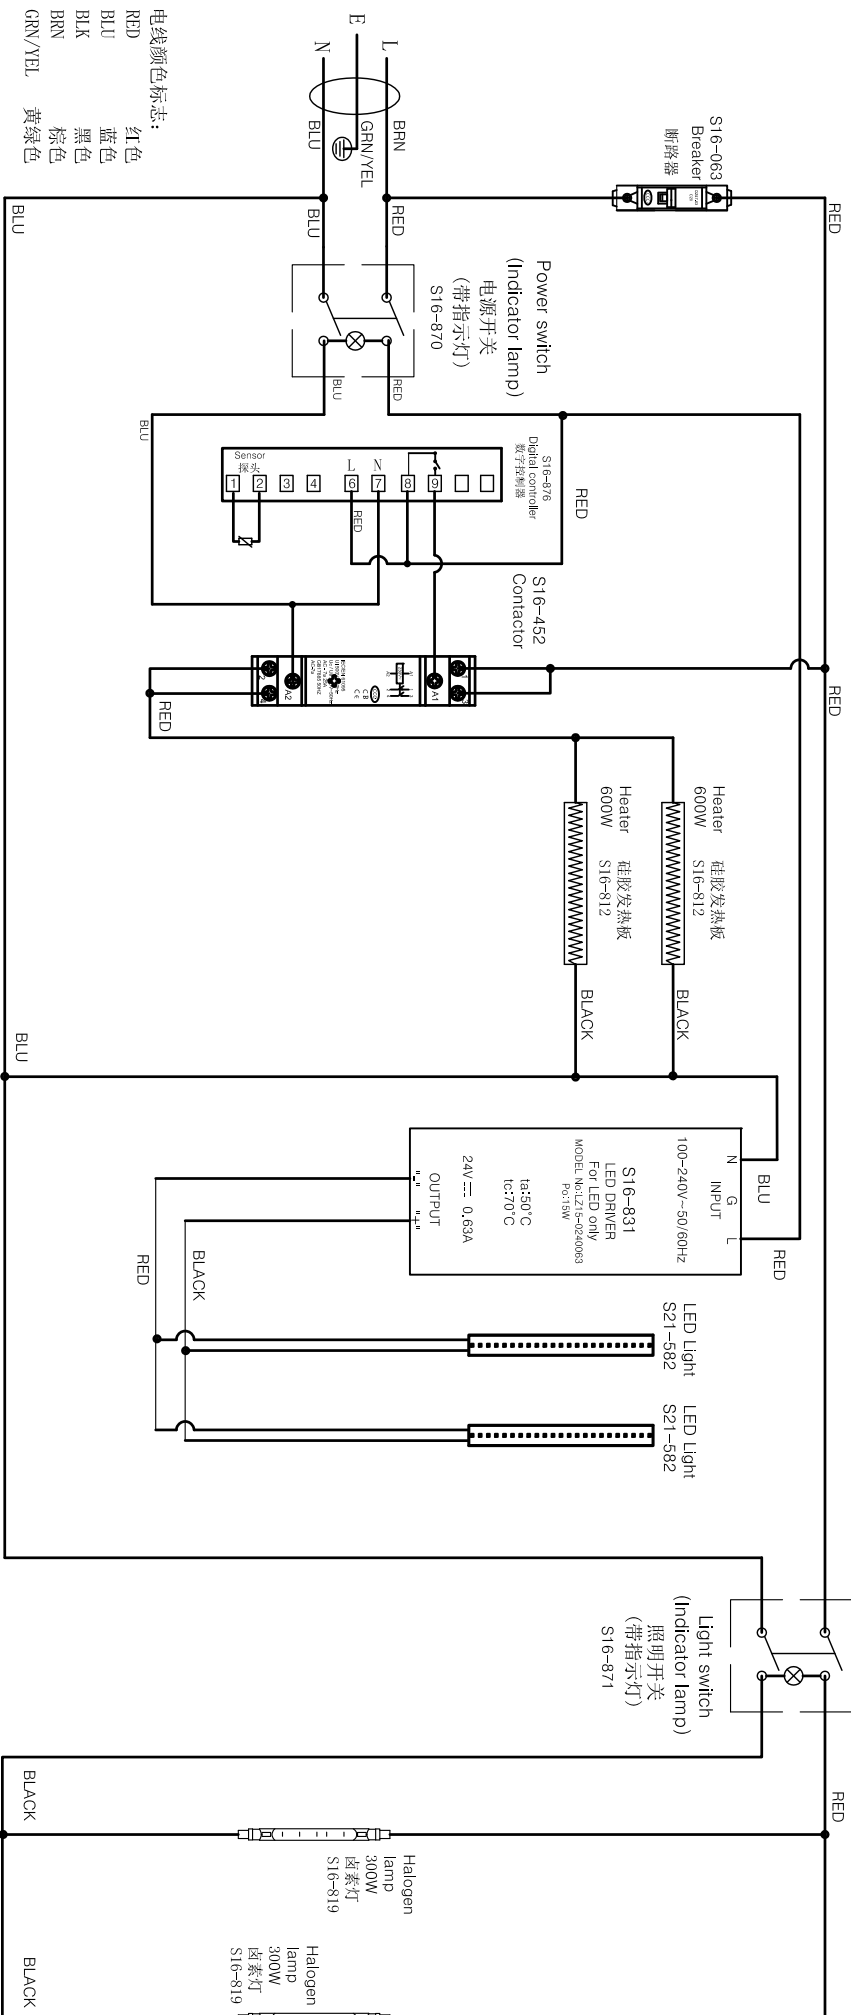 电线颜色标志:
RED 红色
BLU 蓝色
BLK 黑色
BRN 棕色
GRN/YEL 黄绿色
L
E
N
BRN
GRN/YEL
BLU
S16-063
Breaker
断路器
RED
RED
BLU
BLU
Power switch
(Indicator lamp)
电源开关
(带指示灯)
S16-870
RED
BLU
BLU
S16-876
Digital controller
数字控制器
Sensor
探头
L N
1 2 3 4 6 7 8 9
RED
RED
S16-452
Contactor
A1
A2
RED
RED
Heater
600W
硅胶发热板
S16-812
Heater
600W
硅胶发热板
S16-812
BLACK
BLACK
BLU
N G L
INPUT
100-240V~50/60Hz
S16-831
LED DRIVER
For LED only
MODEL No:LZ15-0240063
Po:15W
ta:50°C
tc:70°C
24V 0.63A
OUTPUT
"-" "+"
BLU
RED
BLACK
RED
LED Light
S21-582
LED Light
S21-582
Light switch
(Indicator lamp)
照明开关
(带指示灯)
S16-871
RED
BLACK
Halogen
lamp
300W
卤素灯
S16-819
Halogen
lamp
300W
卤素灯
S16-819
BLACK